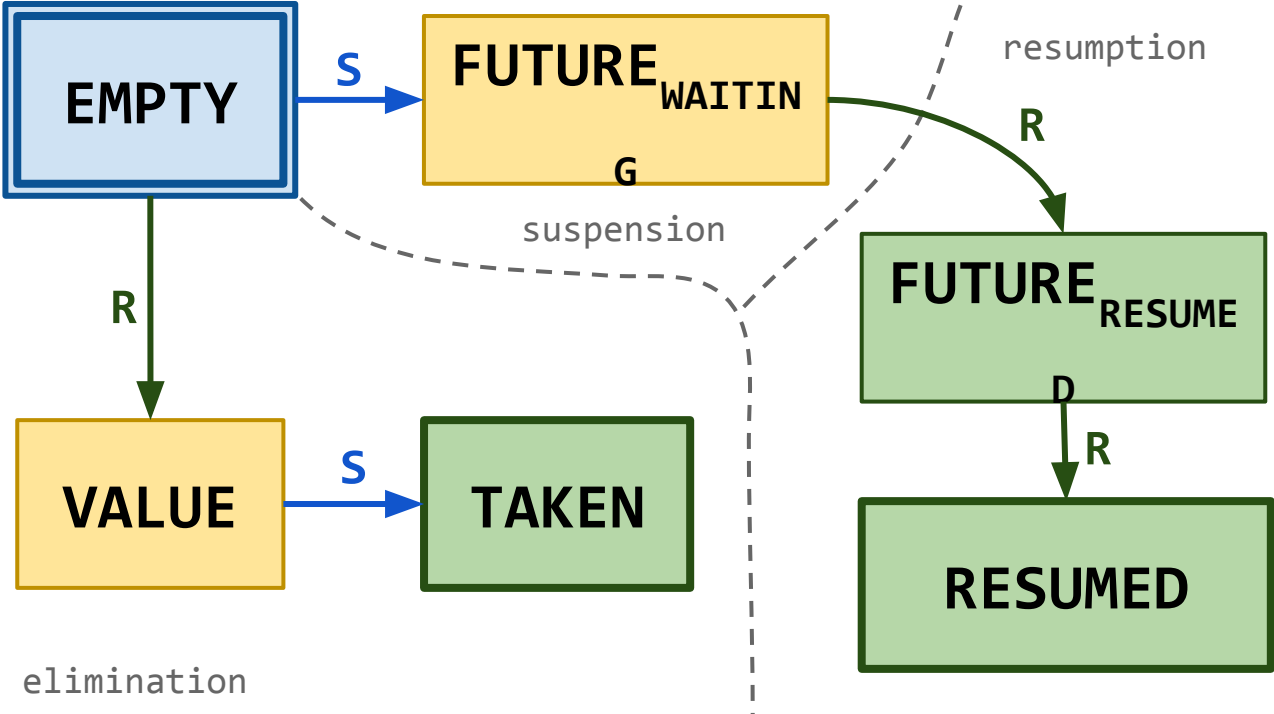 EMPTY
S
FUTURE WAITIN
G
resumption
R
suspension
R
FUTURE RESUME
D
R
VALUE
S
TAKEN
RESUMED
elimination